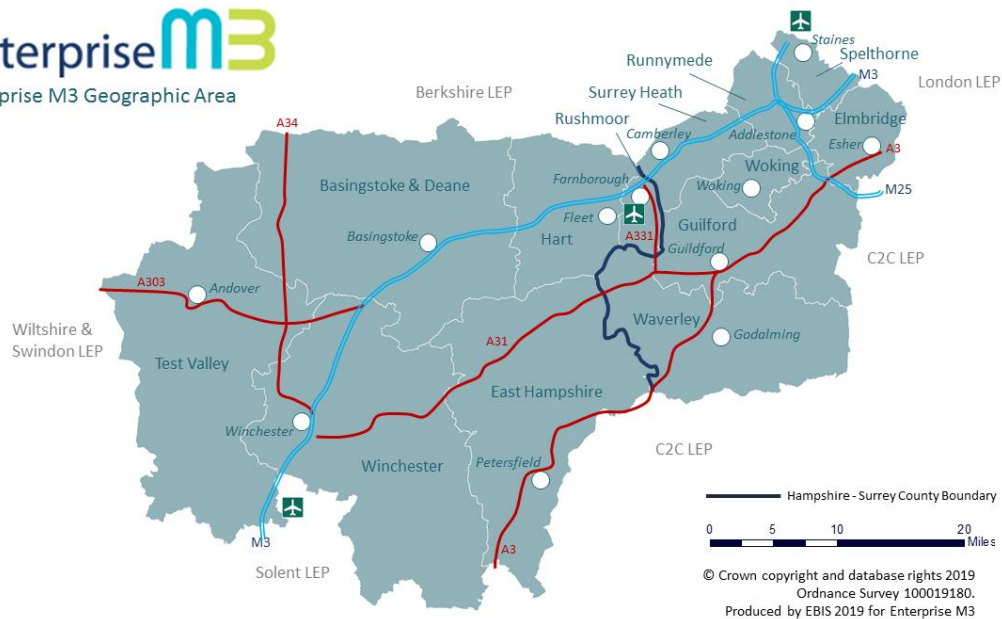 terprise M3
prise M3 Geographic Area
Berkshire LEP
Runnymede
Staines
Spelthorne
M3
London LEP
Surrey Heath
Rushmoor
Camberley
Addlestone
Elmbridge
Esher
A3
A34
Basingstoke & Deane
Farnborough
Woking
Woking
M25
Fleet
Hart
A331
Guilford
Guildford
Basingstoke
C2C LEP
A303
Andover
Wiltshire &
Swindon LEP
Test Valley
A31
Waverley
Godalming
East Hampshire
Winchester
Winchester
Petersfield
C2C LEP
M3
A3
Solent LEP
Hampshire - Surrey County Boundary
0 5 10 20
Miles
© Crown copyright and database rights 2019
Ordnance Survey 100019180.
Produced by EBIS 2019 for Enterprise M3